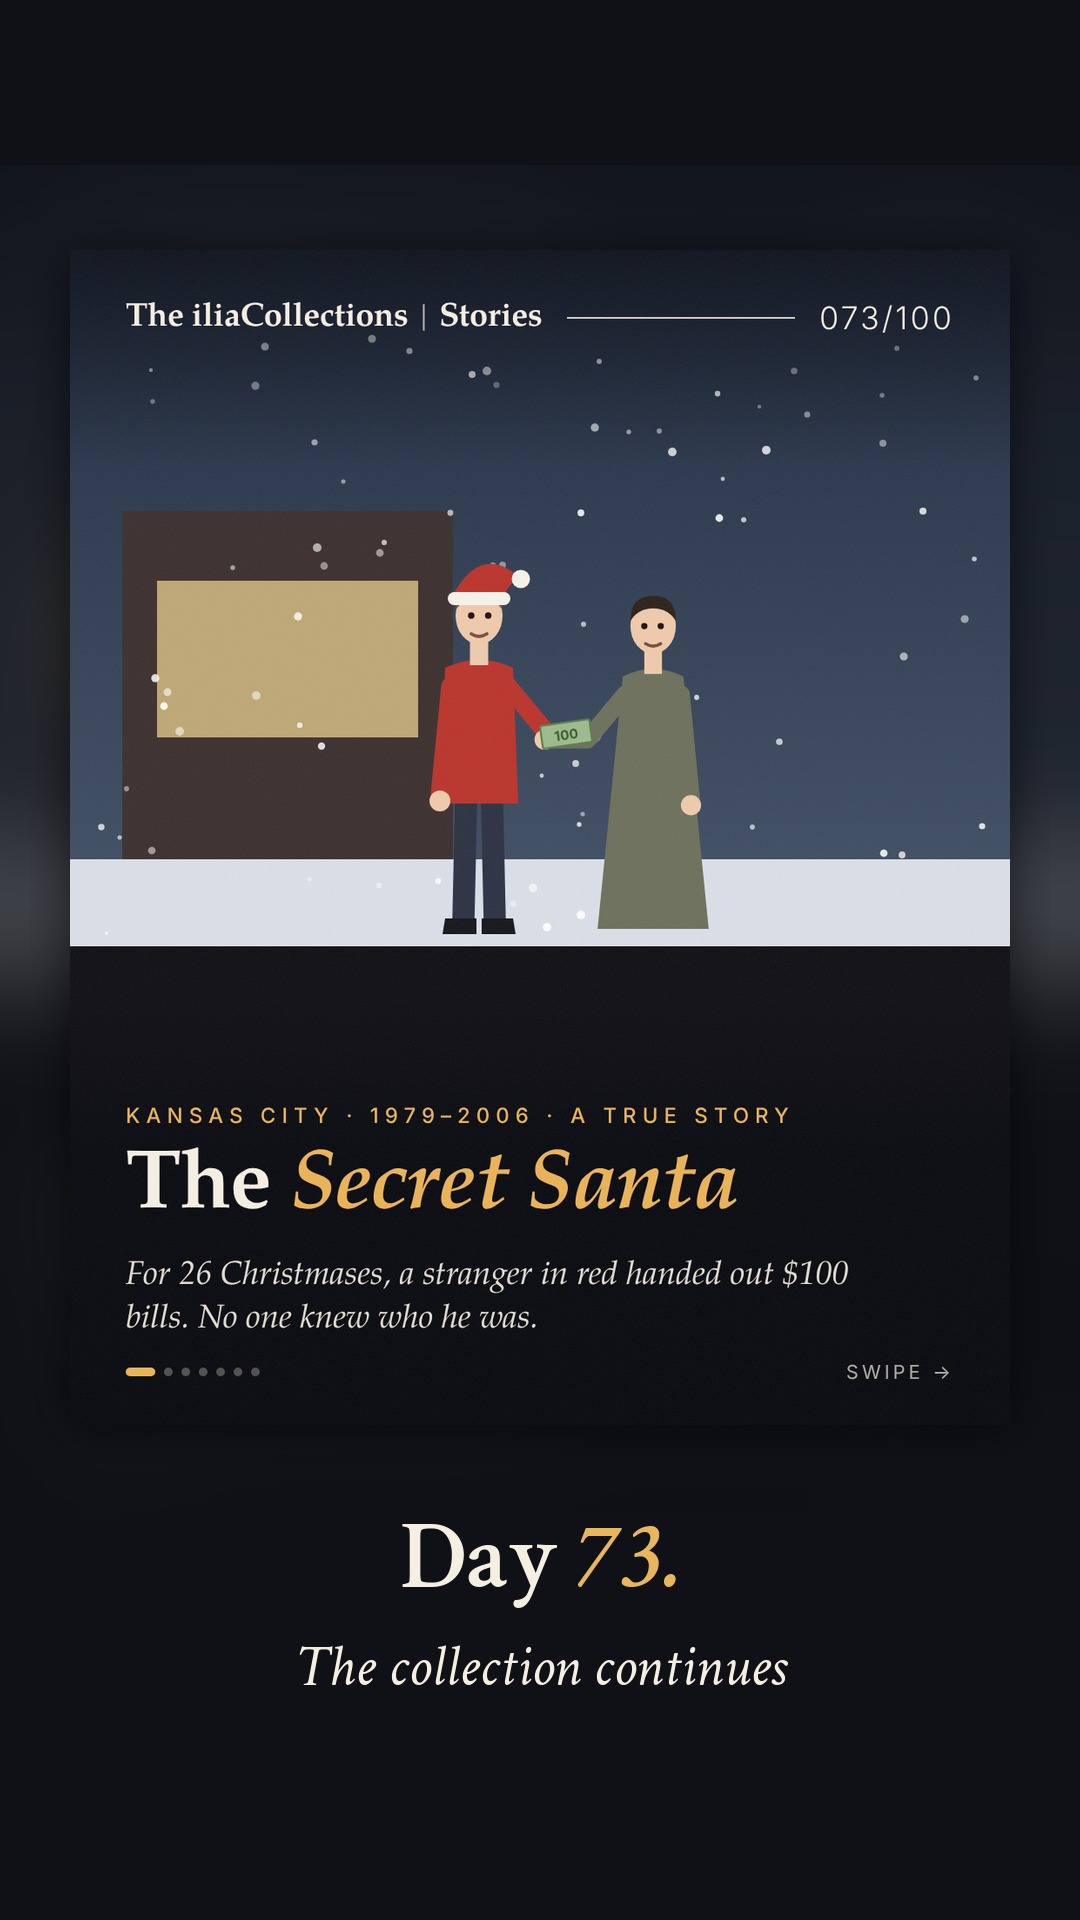 The iliaCollections | Stories 073/100
100
KANSAS CITY · 1979–2006 · A TRUE STORY
The Secret Santa
For 26 Christmases, a stranger in red handed out $100
bills. No one knew who he was.
SWIPE →
Day 73.
The collection continues